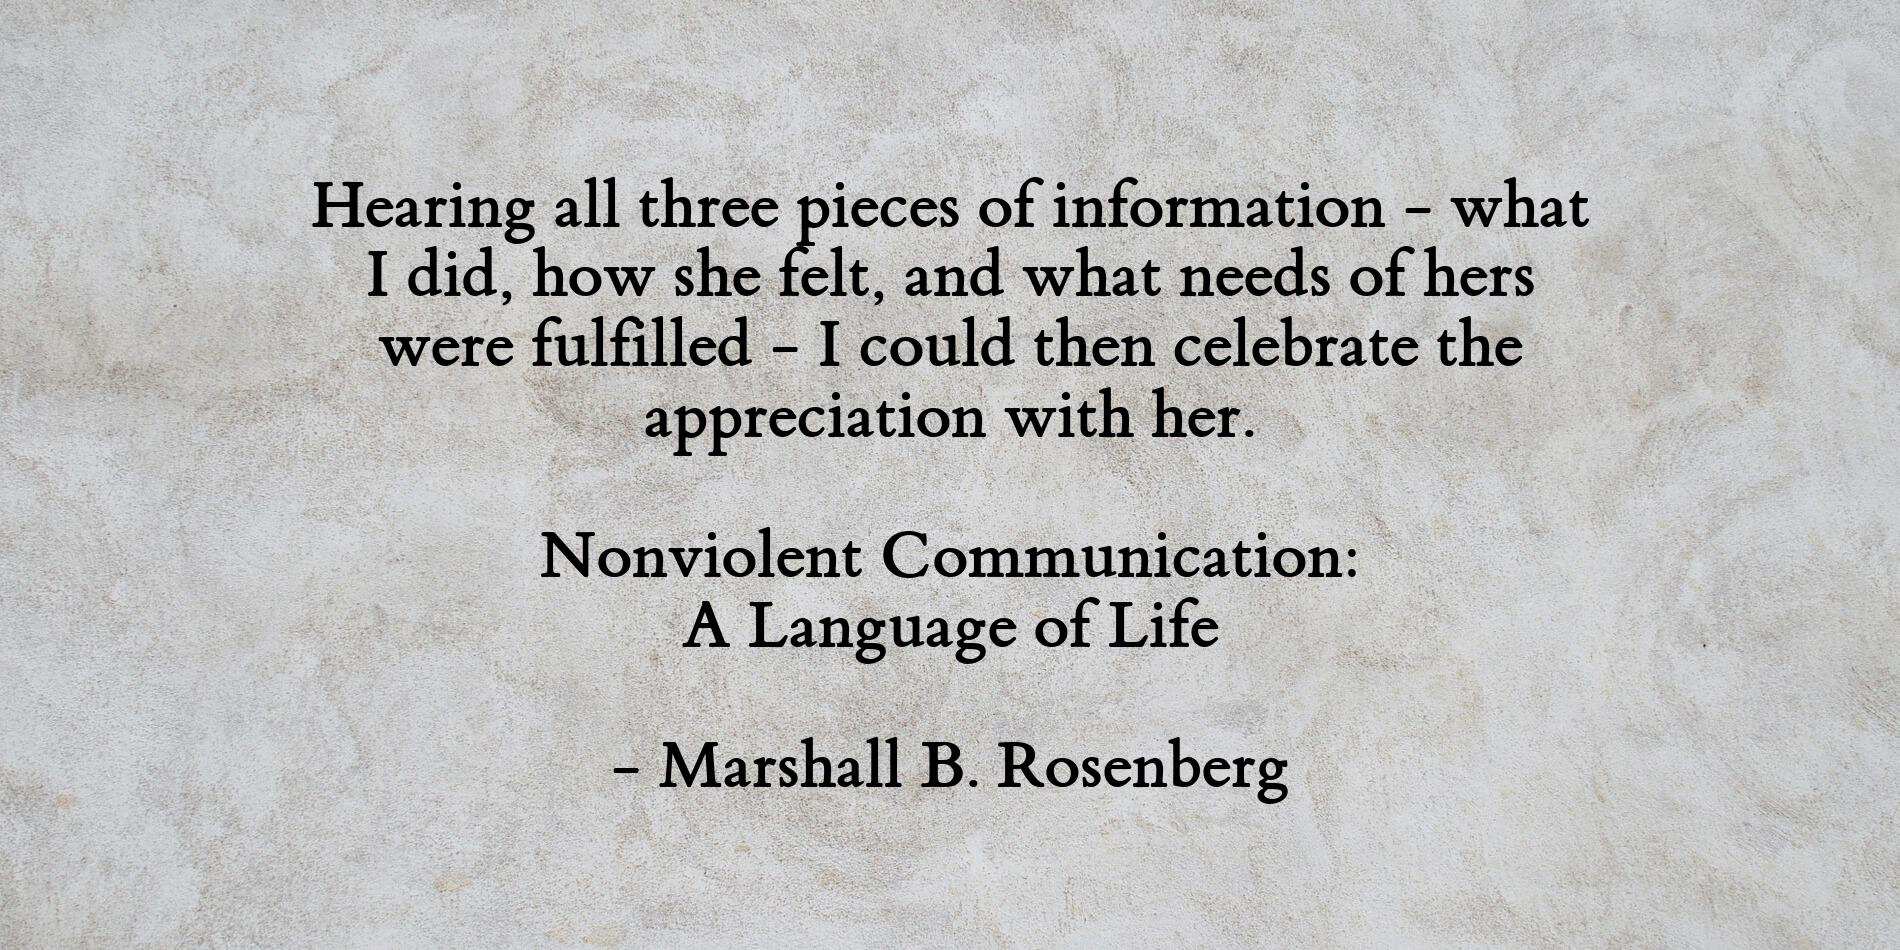 Hearing all three pieces of information - what
I did, how she felt, and what needs of hers
were fulfilled - I could then celebrate the
appreciation with her.
Nonviolent Communication:
A Language of Life
- Marshall B. Rosenberg